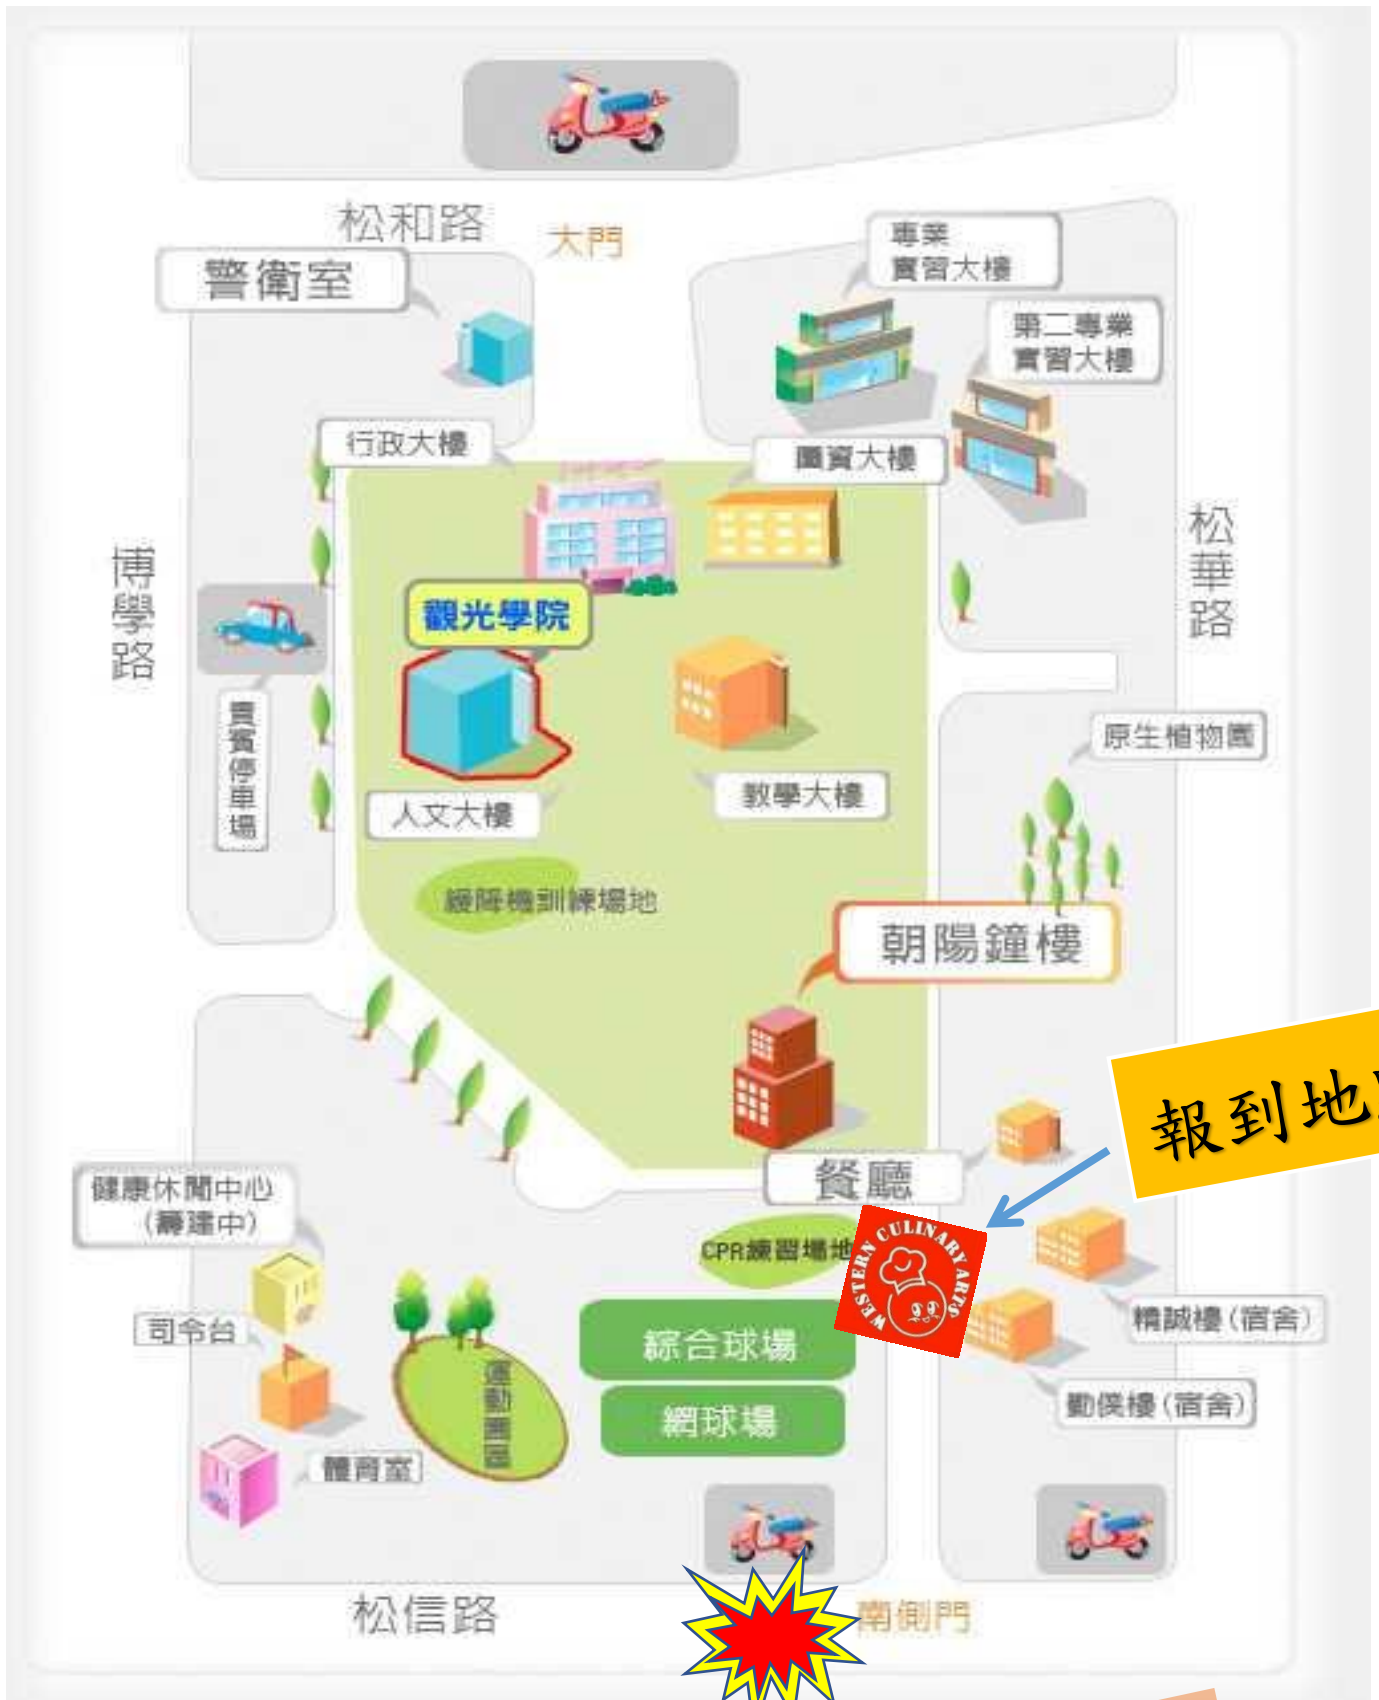 松和路
大門
警衛室
專業
實習大樓
第二專業
實習大樓
行政大樓
圖資大樓
博學路
松華路
觀光學院
貴賓停車場
原生植物園
人文大樓
教學大樓
緩降機訓練場地
朝陽鐘樓
報到地
餐廳
健康休閒中心
(籌建中)
CPR練習場地
WESTERN CULINARY ARTS
司令台
綜合球場
精誠樓(宿舍)
運動
網球場
勤僕樓(宿舍)
體育室
松信路
南側門